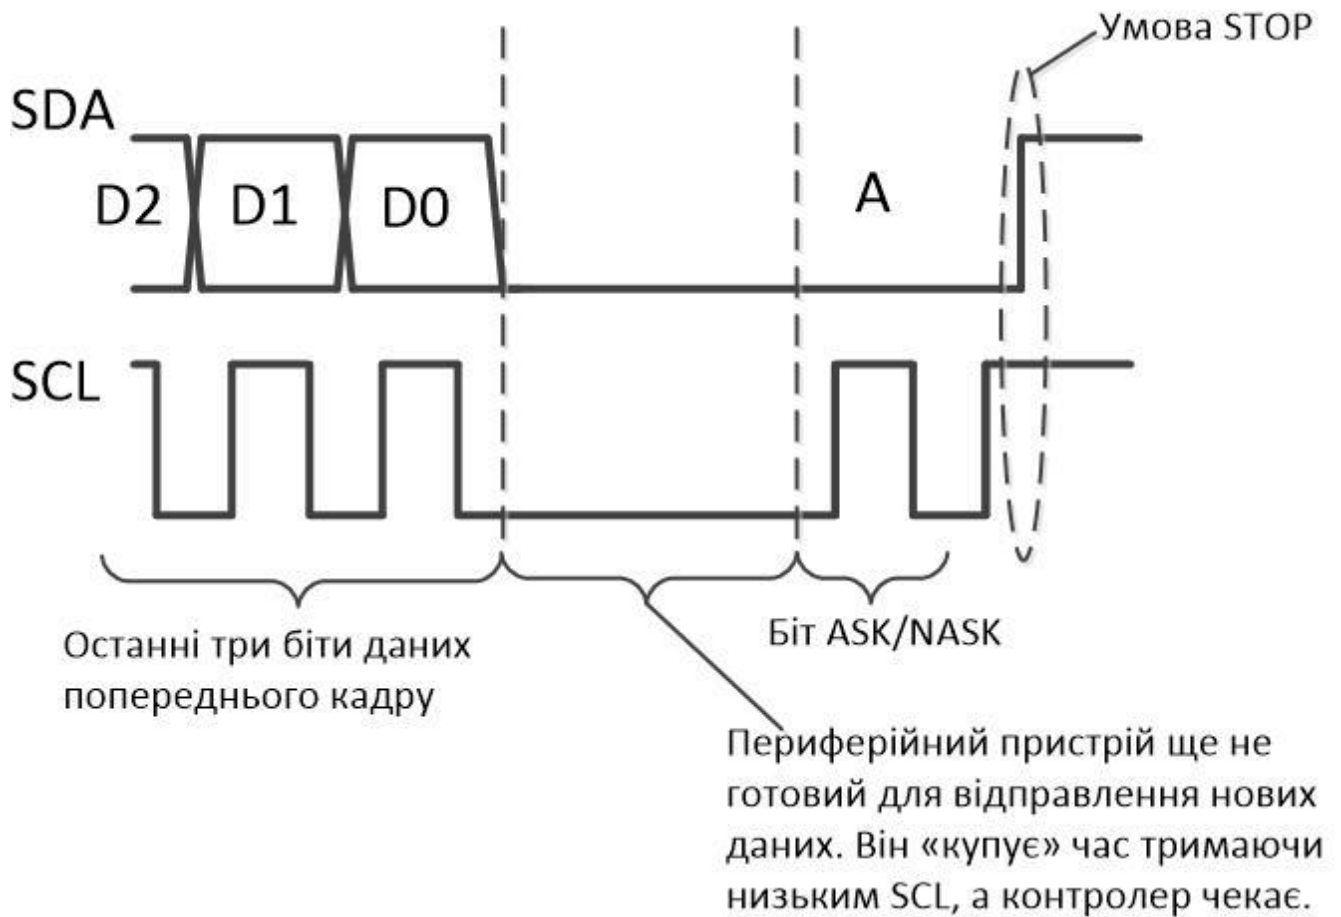 Умова STOP
SDA
D2 D1 D0 A
SCL
Останні три біти даних
попереднього кадру
Біт ASK/NASK
Периферійний пристрій ще не
готовий для відправлення нових
даних. Він «купує» час тримаючи
низьким SCL, а контролер чекає.